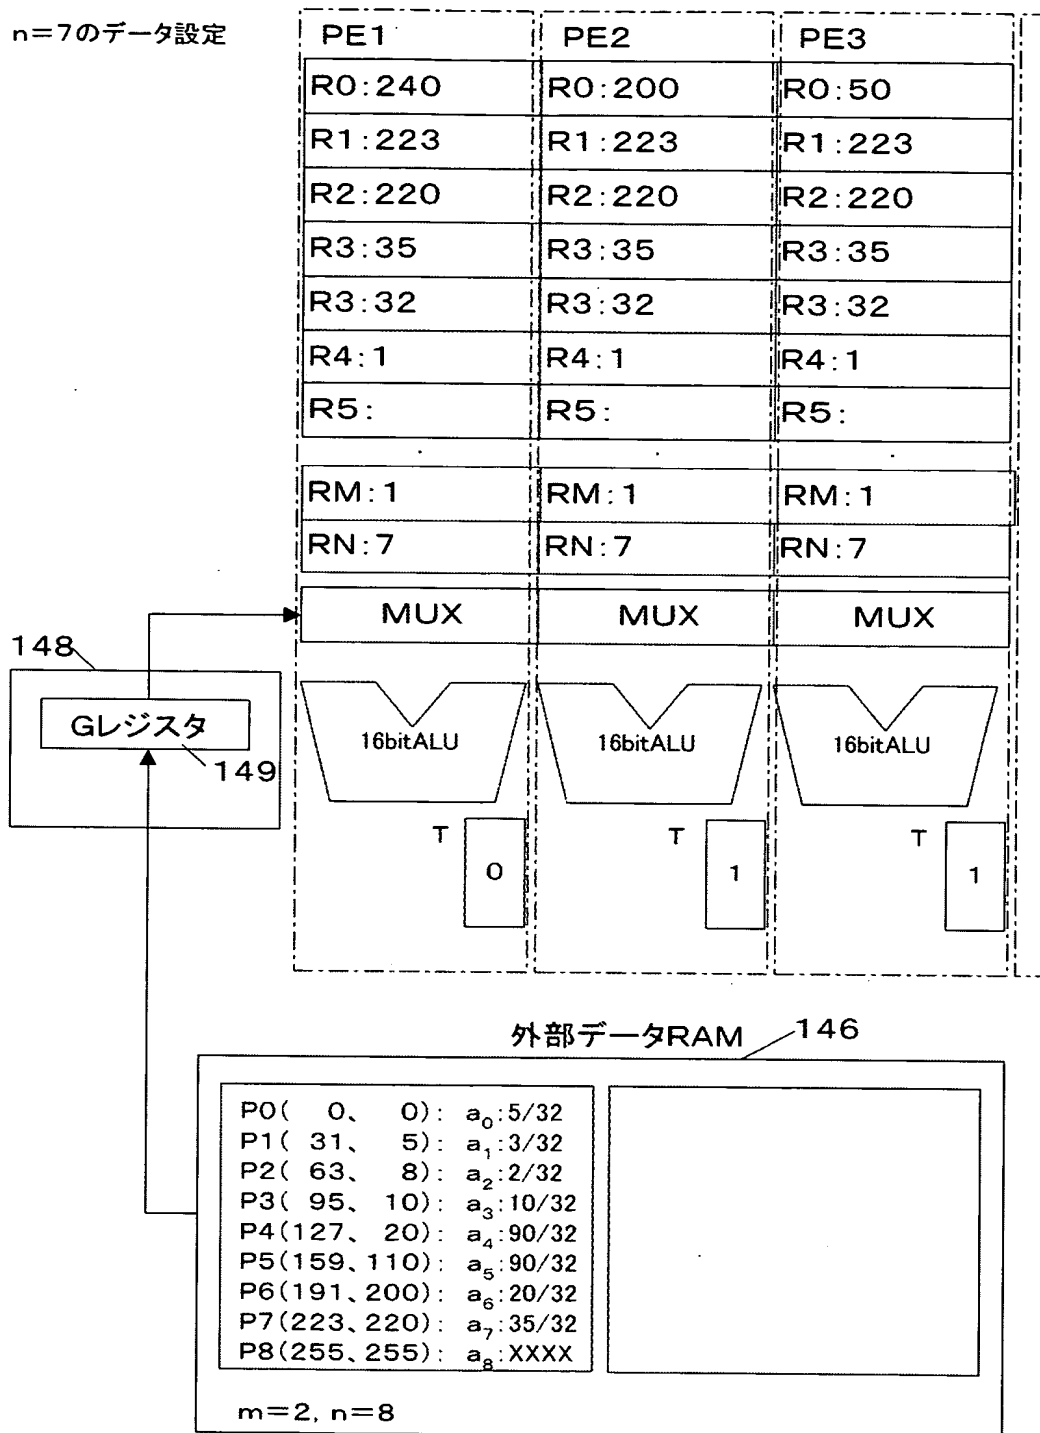 n=7のデータ設定
PE1 PE2 PE3
R0:240 R0:200 R0:50
R1:223 R1:223 R1:223
R2:220 R2:220 R2:220
R3:35 R3:35 R3:35
R3:32 R3:32 R3:32
R4:1 R4:1 R4:1
R5: R5: R5:
RM:1 RM:1 RM:1
RN:7 RN:7 RN:7
MUX MUX MUX
148
Gレジスタ
149
16bitALU 16bitALU 16bitALU
T T T
0 1 1
外部データRAM 146
P0( 0、 0): a₀:5/32
P1( 31、 5): a₁:3/32
P2( 63、 8): a₂:2/32
P3( 95、 10): a₃:10/32
P4(127、 20): a₄:90/32
P5(159、110): a₅:90/32
P6(191、200): a₆:20/32
P7(223、220): a₇:35/32
P8(255、255): a₈:XXXX
m=2, n=8